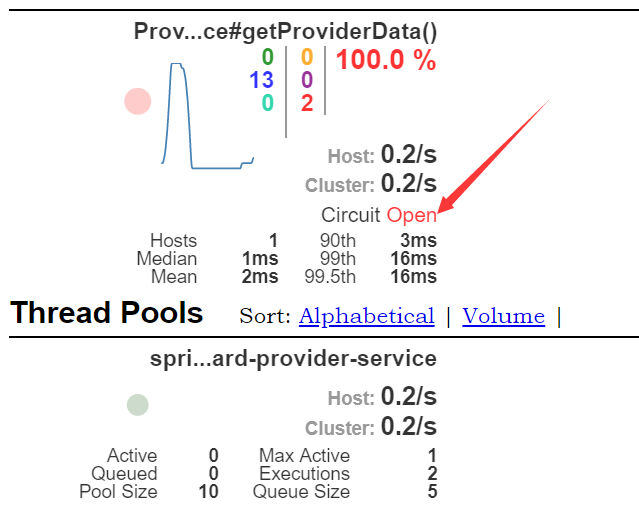 Prov...ce#getProviderData()
0 0 100.0 %
13 0
0 2
Host: 0.2/s
Cluster: 0.2/s
Circuit Open
Hosts 1 90th 3ms
Median 1ms 99th 16ms
Mean 2ms 99.5th 16ms
Thread Pools Sort: Alphabetical | Volume |
spri...ard-provider-service
Host: 0.2/s
Cluster: 0.2/s
Active 0 Max Active 1
Queued 0 Executions 2
Pool Size 10 Queue Size 5